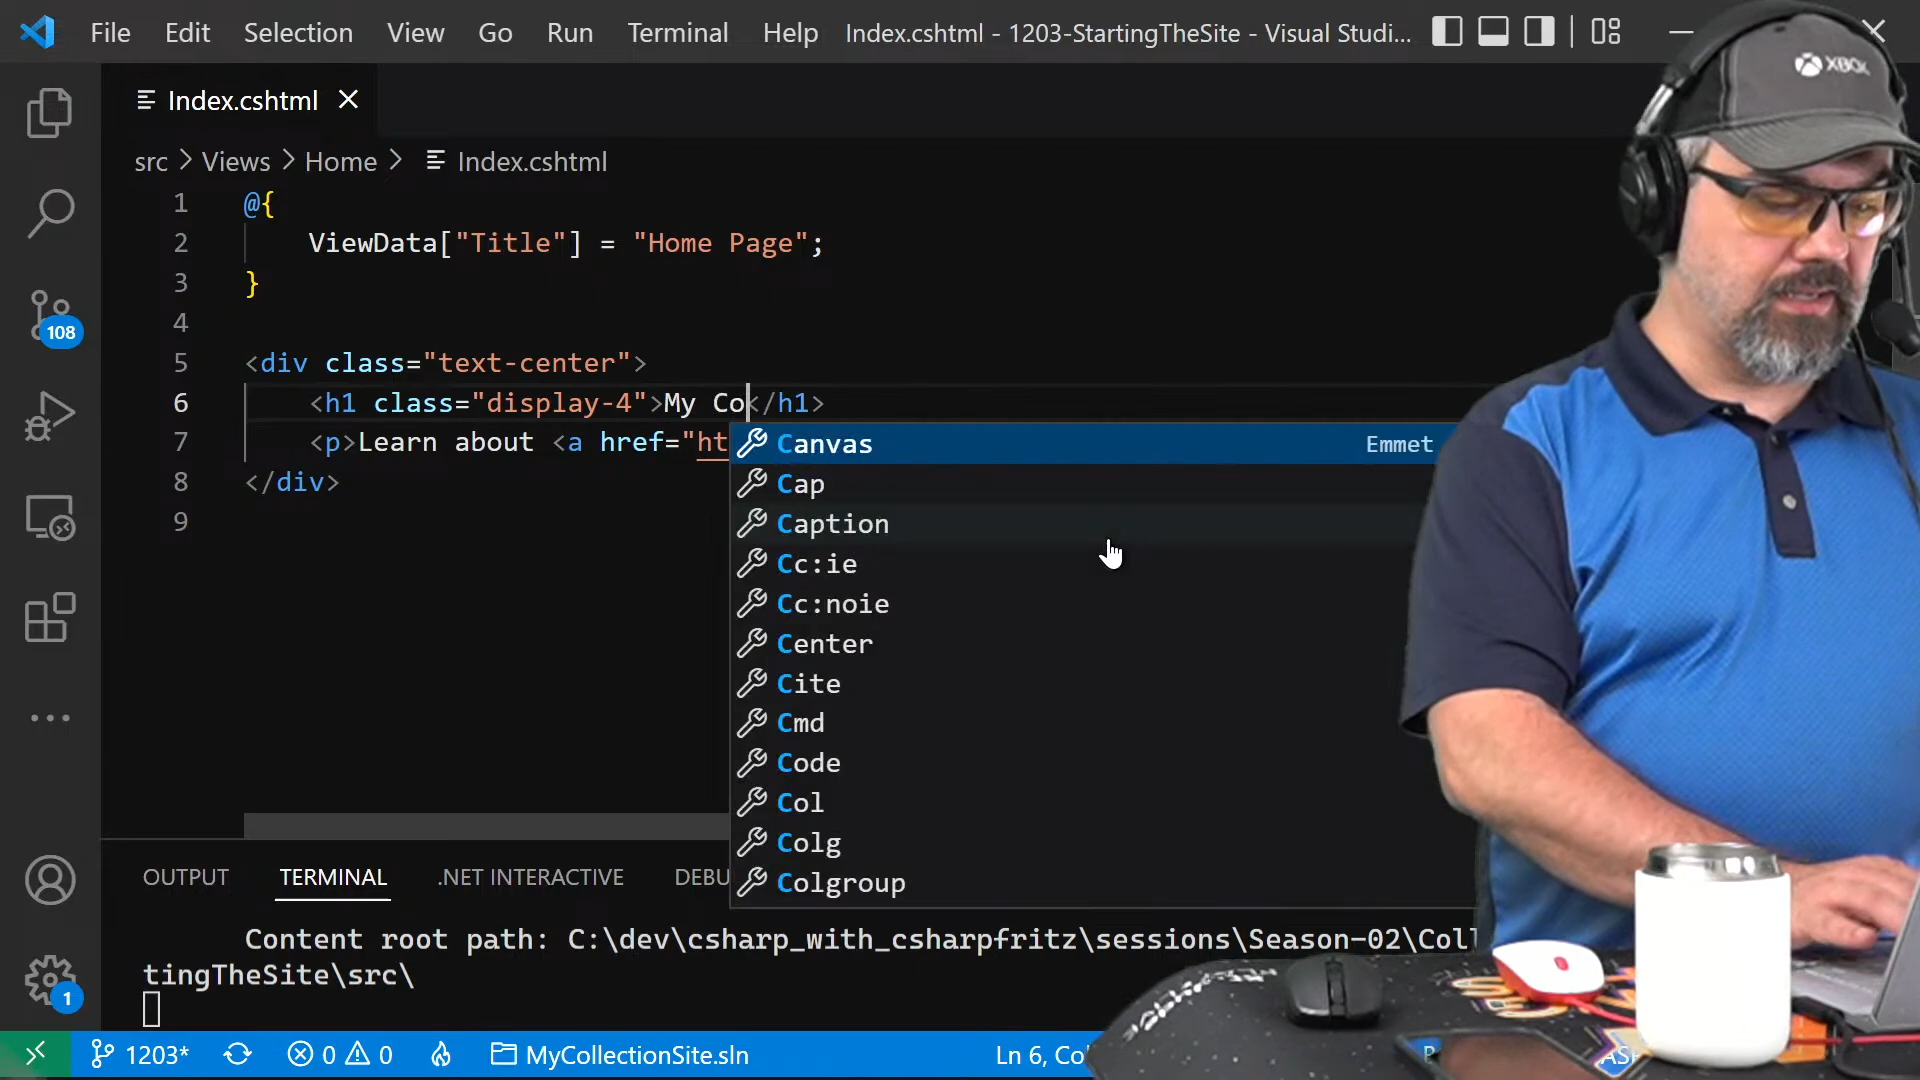 File Edit Selection View Go Run Terminal Help Index.cshtml - 1203-StartingTheSite - Visual Studi...
XBOX
Index.cshtml
src > Views > Home > Index.cshtml
1 @{
2 ViewData["Title"] = "Home Page";
3 }
4
5 <div class="text-center">
6 <h1 class="display-4">My Co</h1>
7 <p>Learn about <a href="ht
8 </div>
9
Canvas Emmet
Cap
Caption
Cc:ie
Cc:noie
Center
Cite
Cmd
Code
Col
Colg
Colgroup
108
1
OUTPUT TERMINAL .NET INTERACTIVE DEBU
Content root path: C:\dev\csharp_with_csharpfritz\sessions\Season-02\Coll
tingTheSite\src\
1203* 0 0 MyCollectionSite.sln Ln 6, Co